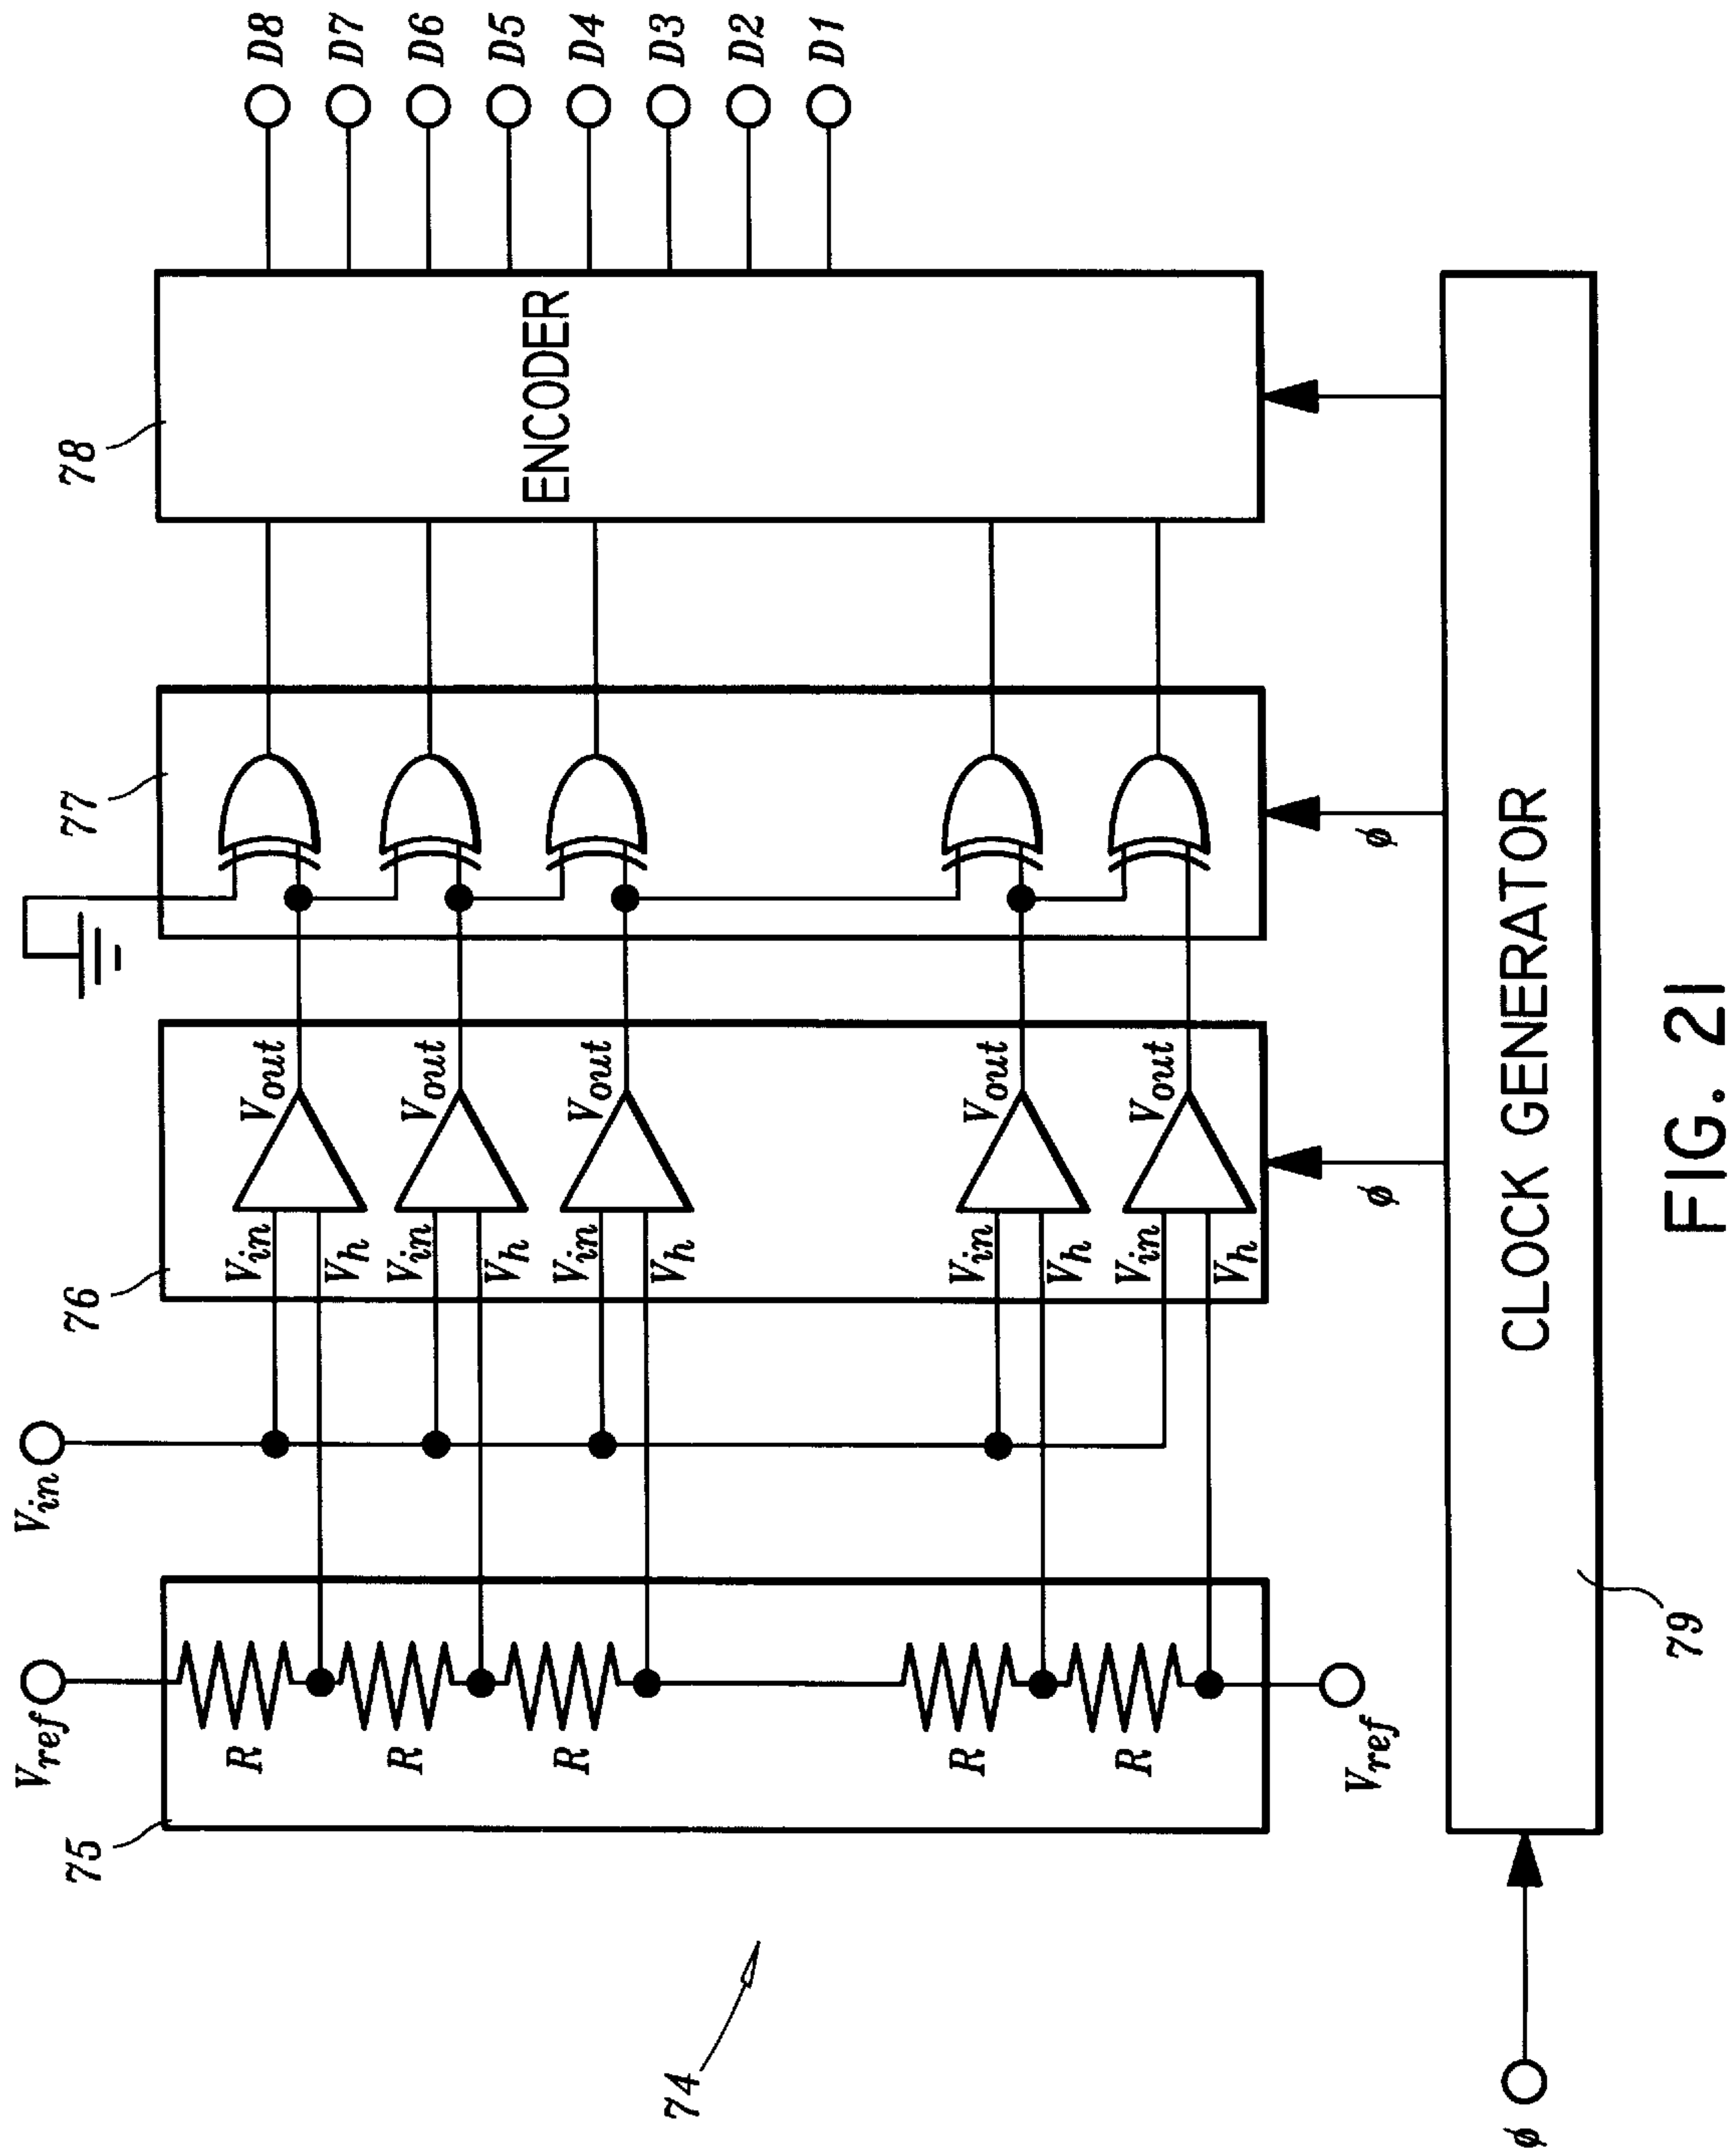 74
75
Vref
R
R
R
R
R
Vref
Vin
76
Vin
Vh
Vout
Vin
Vh
Vout
Vin
Vh
Vout
Vin
Vh
Vout
Vin
Vh
Vout
77
78
ENCODER
D8
D7
D6
D5
D4
D3
D2
D1
ϕ
ϕ
ϕ
CLOCK GENERATOR
79
FIG. 21